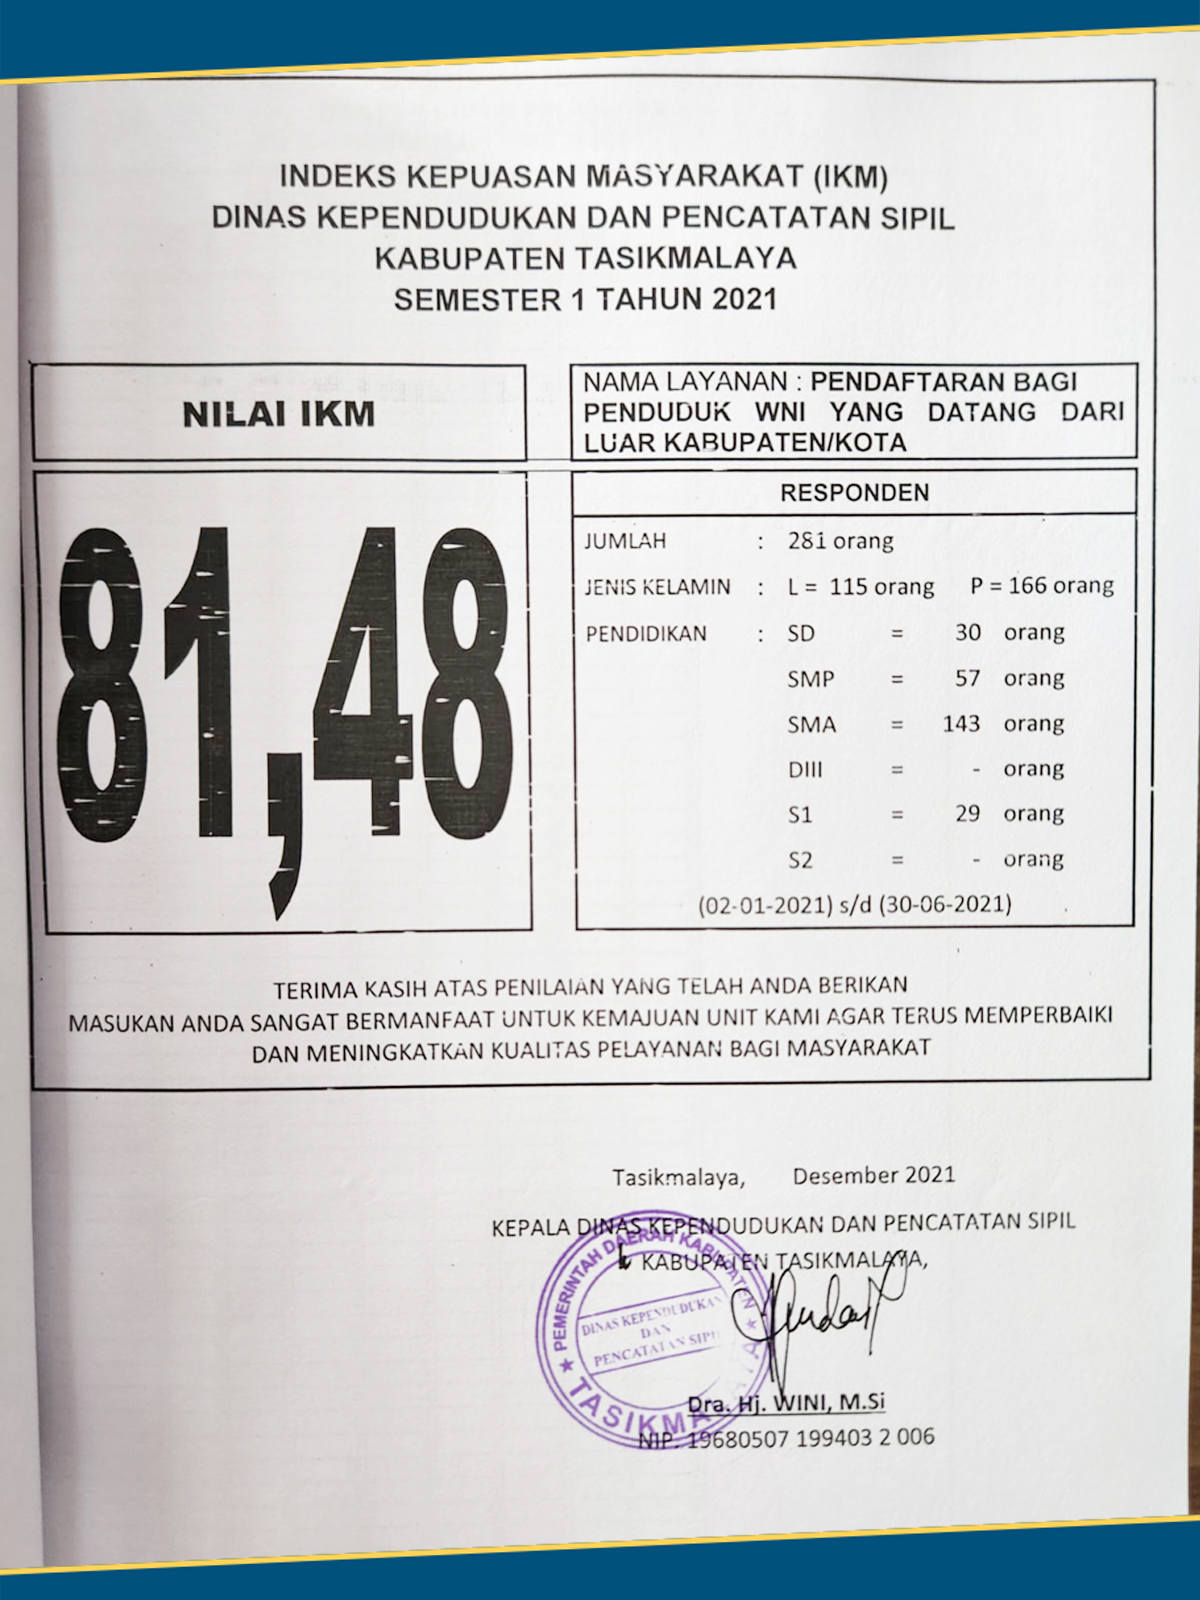 INDEKS KEPUASAN MASYARAKAT (IKM)
DINAS KEPENDUDUKAN DAN PENCATATAN SIPIL
KABUPATEN TASIKMALAYA
SEMESTER 1 TAHUN 2021
NILAI IKM
81,48
NAMA LAYANAN : PENDAFTARAN BAGI
PENDUDUK WNI YANG DATANG DARI
LUAR KABUPATEN/KOTA
RESPONDEN
JUMLAH : 281 orang
JENIS KELAMIN : L = 115 orang P = 166 orang
PENDIDIKAN : SD = 30 orang
SMP = 57 orang
SMA = 143 orang
DIII = - orang
S1 = 29 orang
S2 = - orang
(02-01-2021) s/d (30-06-2021)
TERIMA KASIH ATAS PENILAIAN YANG TELAH ANDA BERIKAN
MASUKAN ANDA SANGAT BERMANFAAT UNTUK KEMAJUAN UNIT KAMI AGAR TERUS MEMPERBAIKI
DAN MENINGKATKAN KUALITAS PELAYANAN BAGI MASYARAKAT
Tasikmalaya, Desember 2021
KEPALA DINAS KEPENDUDUKAN DAN PENCATATAN SIPIL
KABUPATEN TASIKMALAYA,
PEMERINTAH DAERAH KABUPATEN
DINAS KEPENDUDUKAN
DAN
PENCATATAN SIPIL
TASIKMALAYA
Dra. Hj. WINI, M.Si
NIP. 19680507 199403 2 006